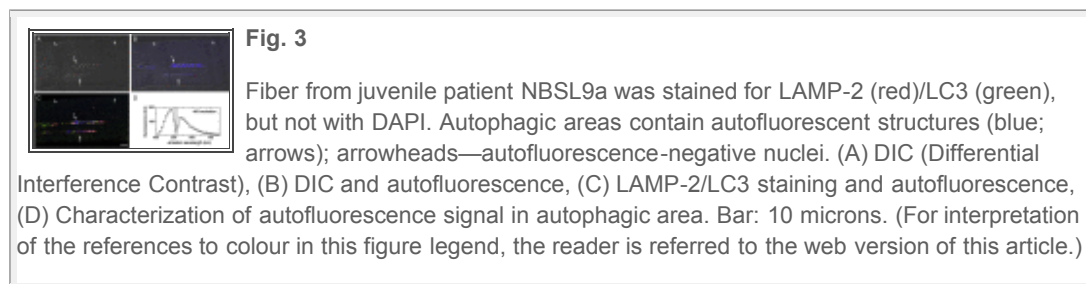 Fig. 3
Fiber from juvenile patient NBSL9a was stained for LAMP-2 (red)/LC3 (green),
but not with DAPI. Autophagic areas contain autofluorescent structures (blue;
arrows); arrowheads—autofluorescence-negative nuclei. (A) DIC (Differential
Interference Contrast), (B) DIC and autofluorescence, (C) LAMP-2/LC3 staining and autofluorescence,
(D) Characterization of autofluorescence signal in autophagic area. Bar: 10 microns. (For interpretation
of the references to colour in this figure legend, the reader is referred to the web version of this article.)